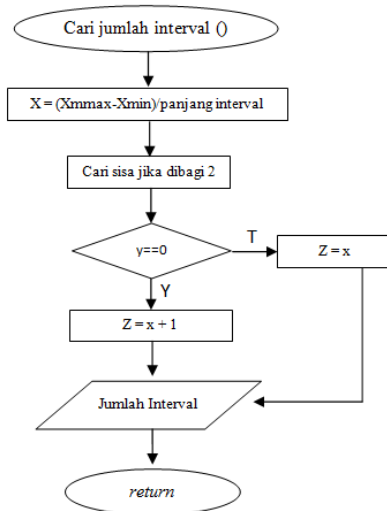 Cari jumlah interval ()
X = (Xmmax-Xmin)/panjang interval
Cari sisa jika dibagi 2
y==0
T
Z = x
Y
Z = x + 1
Jumlah Interval
return